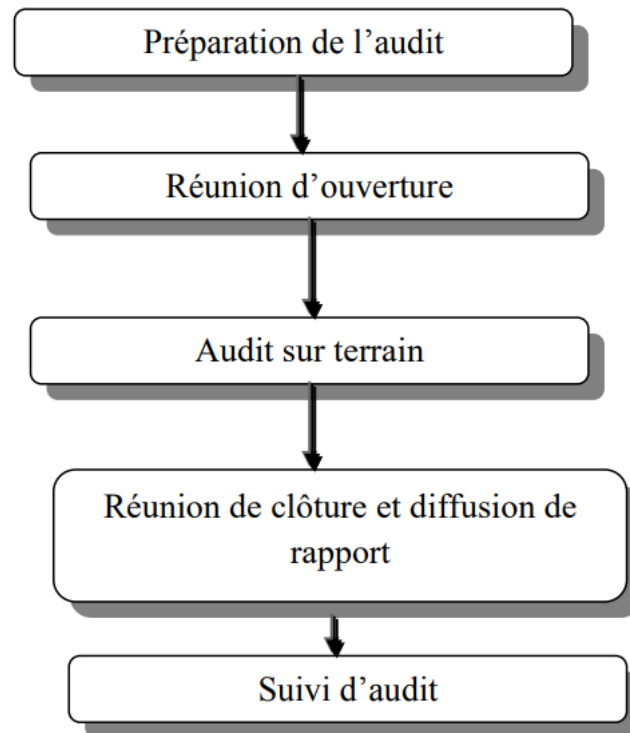 Préparation de l’audit
Réunion d’ouverture
Audit sur terrain
Réunion de clôture et diffusion de
rapport
Suivi d’audit